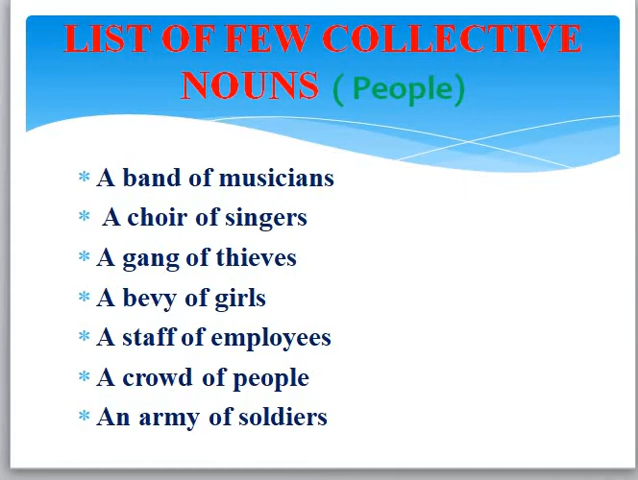 LIST OF FEW COLLECTIVE
NOUNS ( People)
* A band of musicians
* A choir of singers
* A gang of thieves
* A bevy of girls
* A staff of employees
* A crowd of people
* An army of soldiers